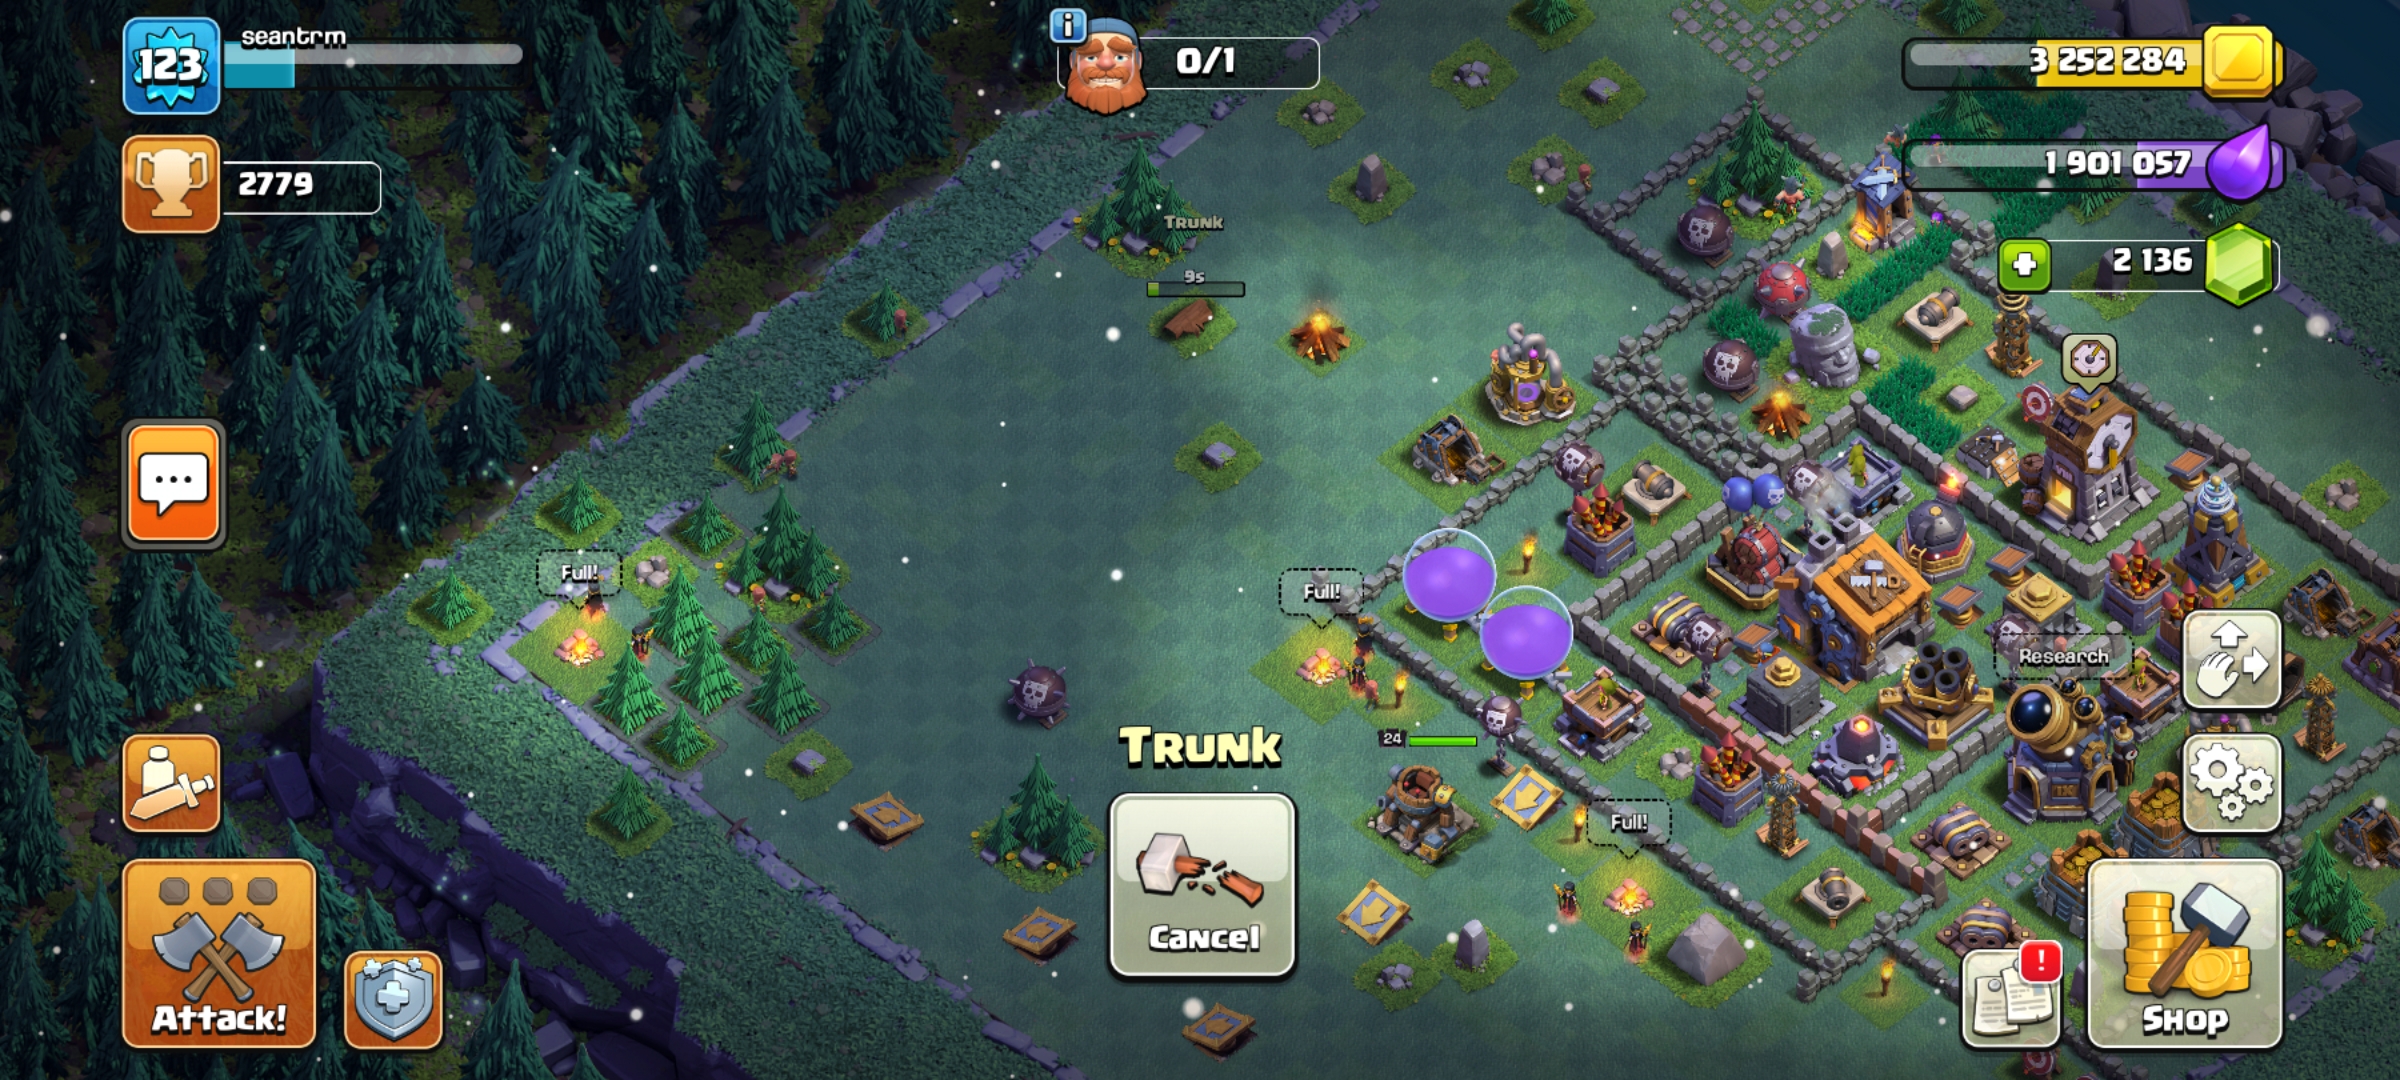 123
seantrm
i
0/1
3 252 284
2779
1 901 057
TRUNK
2 136
9s
Full!
Full!
Research
TRUNK
24
Full!
Cancel
!
Attack!
Shop